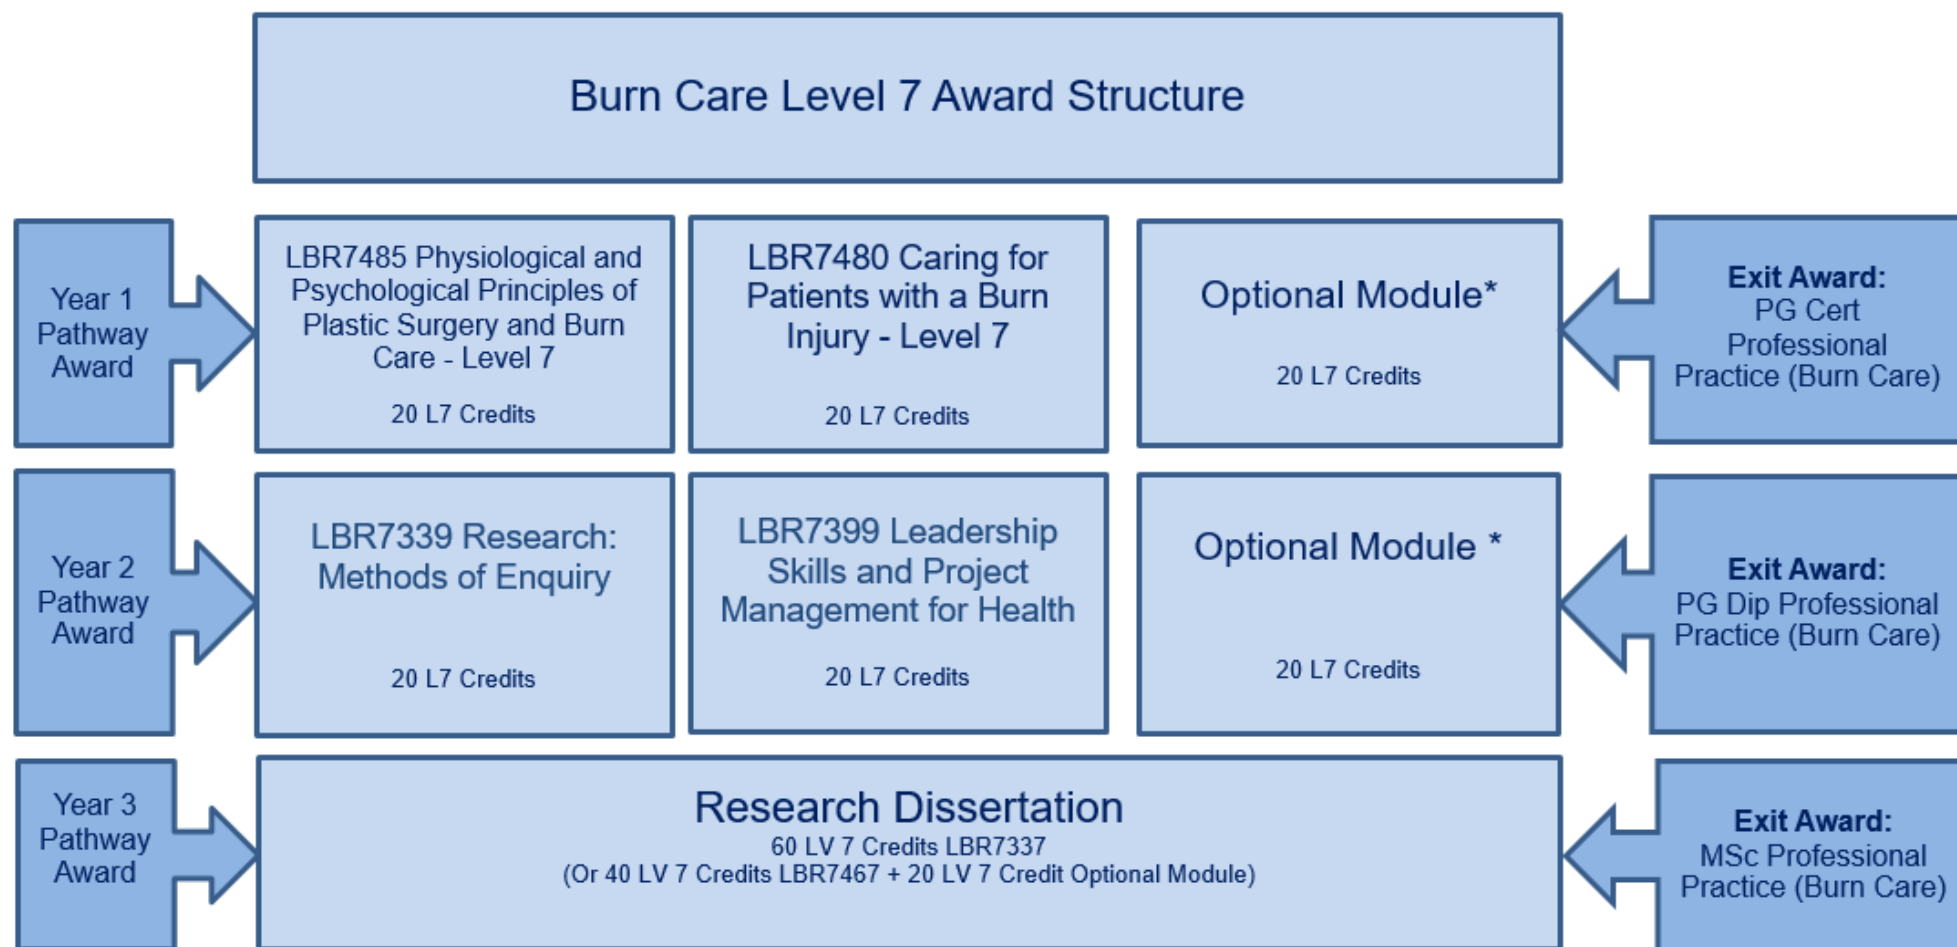 Burn Care Level 7 Award Structure
Year 1
Pathway
Award
LBR7485 Physiological and
Psychological Principles of
Plastic Surgery and Burn
Care - Level 7
20 L7 Credits
LBR7480 Caring for
Patients with a Burn
Injury - Level 7
20 L7 Credits
Optional Module*
20 L7 Credits
Exit Award:
PG Cert
Professional
Practice (Burn Care)
Year 2
Pathway
Award
LBR7339 Research:
Methods of Enquiry
20 L7 Credits
LBR7399 Leadership
Skills and Project
Management for Health
20 L7 Credits
Optional Module *
20 L7 Credits
Exit Award:
PG Dip Professional
Practice (Burn Care)
Year 3
Pathway
Award
Research Dissertation
60 LV 7 Credits LBR7337
(Or 40 LV 7 Credits LBR7467 + 20 LV 7 Credit Optional Module)
Exit Award:
MSc Professional
Practice (Burn Care)